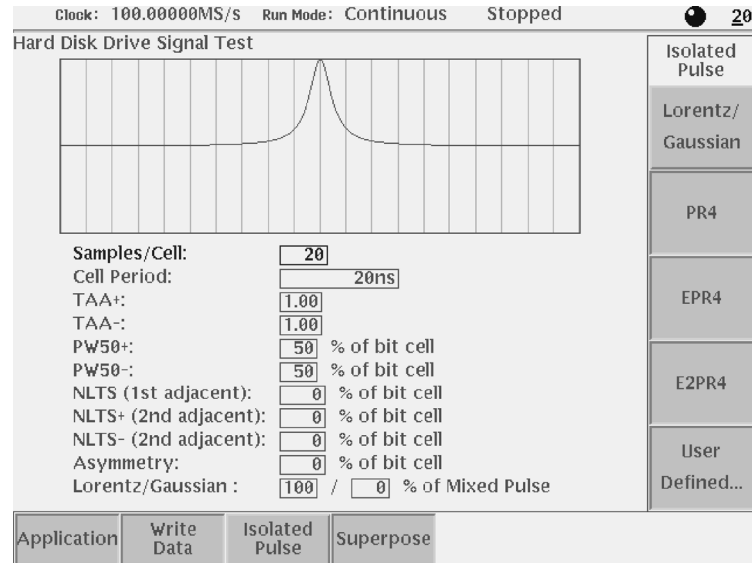 Clock: 100.00000MS/s Run Mode: Continuous Stopped 20
Hard Disk Drive Signal Test
Isolated
Pulse
Lorentz/
Gaussian
PR4
EPR4
E2PR4
User
Defined...
Samples/Cell: 20
Cell Period: 20ns
TAA+: 1.00
TAA-: 1.00
PW50+: 50 % of bit cell
PW50-: 50 % of bit cell
NLTS (1st adjacent): 0 % of bit cell
NLTS+ (2nd adjacent): 0 % of bit cell
NLTS- (2nd adjacent): 0 % of bit cell
Asymmetry: 0 % of bit cell
Lorentz/Gaussian : 100 / 0 % of Mixed Pulse
Application
Write
Data
Isolated
Pulse
Superpose